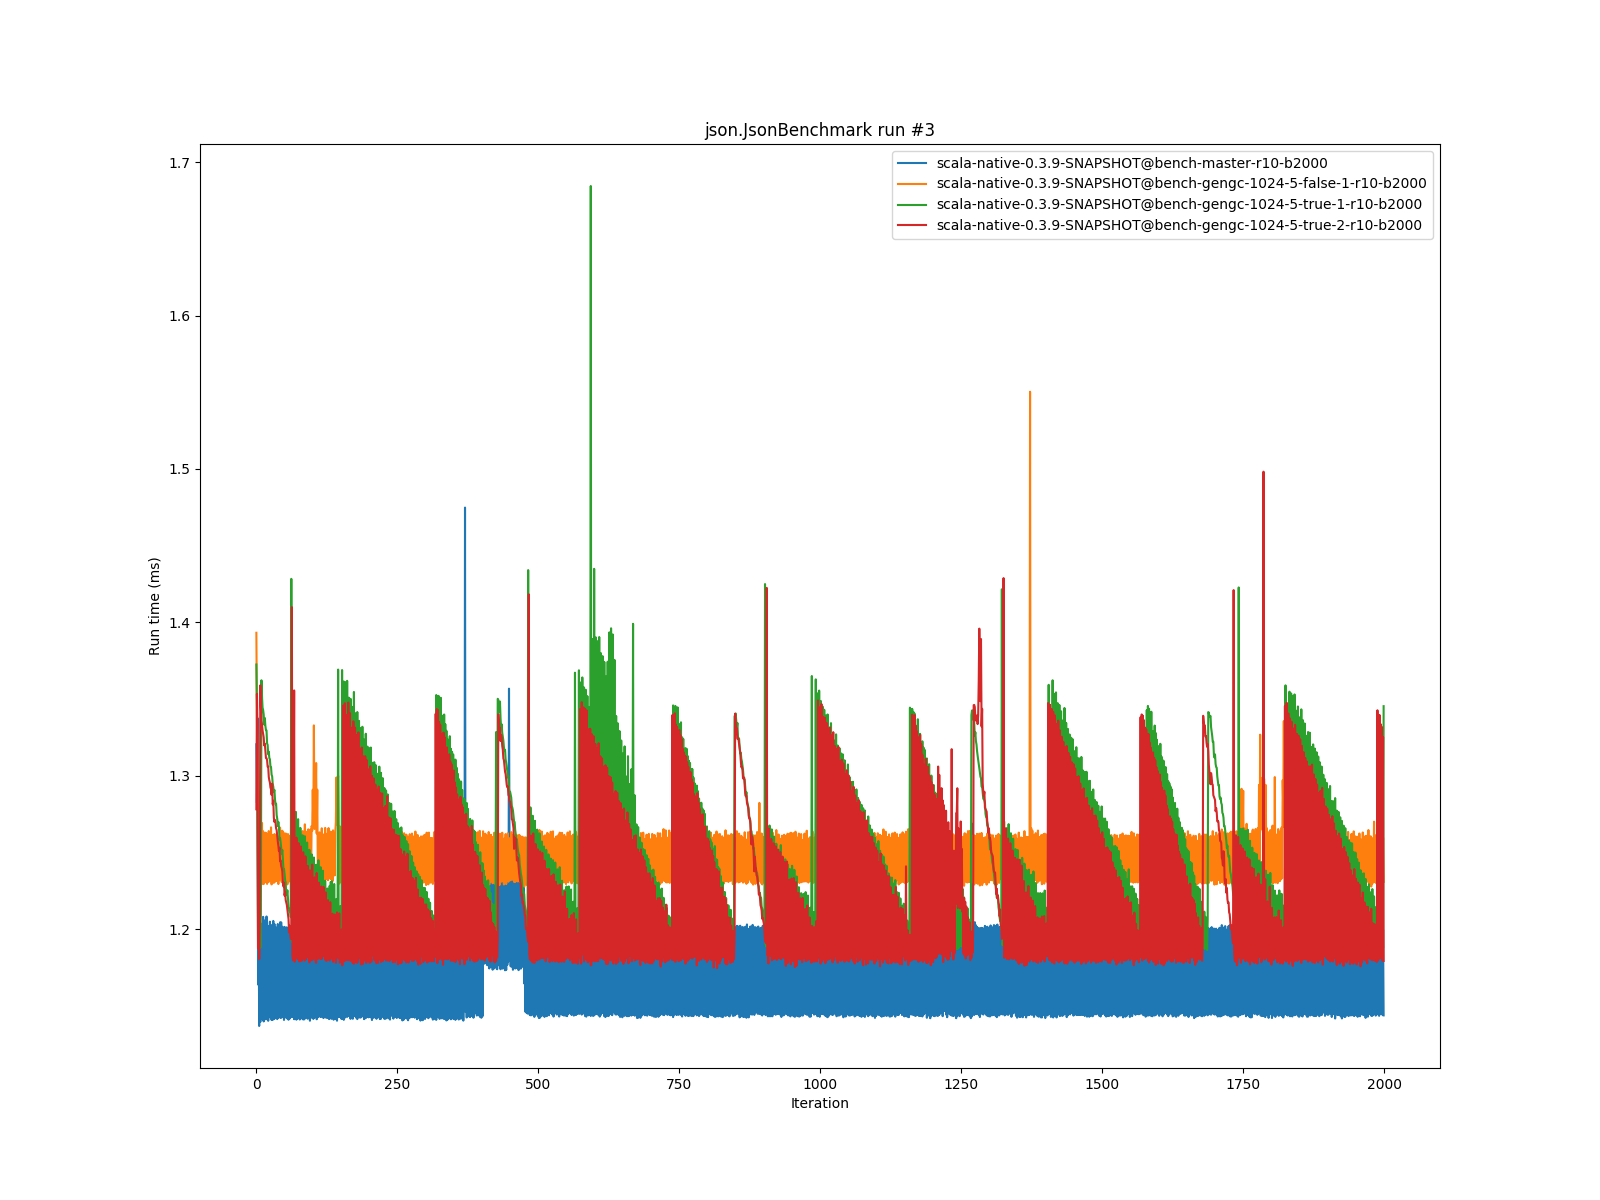 json.JsonBenchmark run #3
scala-native-0.3.9-SNAPSHOT@bench-master-r10-b2000
scala-native-0.3.9-SNAPSHOT@bench-gengc-1024-5-false-1-r10-b2000
scala-native-0.3.9-SNAPSHOT@bench-gengc-1024-5-true-1-r10-b2000
scala-native-0.3.9-SNAPSHOT@bench-gengc-1024-5-true-2-r10-b2000
Run time (ms)
1.7
1.6
1.5
1.4
1.3
1.2
0 250 500 750 1000 1250 1500 1750 2000
Iteration